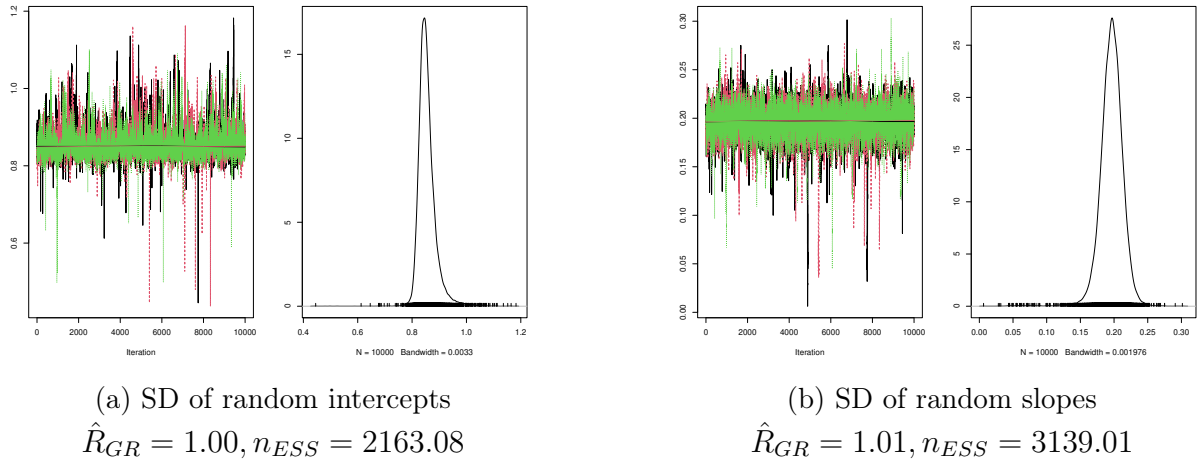 1.2
1.0
0.8
0.6
0 2000 4000 6000 8000 10000
Iteration
15
10
5
0
0.4 0.6 0.8 1.0 1.2
N = 10000 Bandwidth = 0.0033
0.30
0.25
0.20
0.15
0.10
0.05
0.00
0 2000 4000 6000 8000 10000
Iteration
25
20
15
10
5
0
0.00 0.05 0.10 0.15 0.20 0.25 0.30
N = 10000 Bandwidth = 0.001976
(a) SD of random intercepts
R̂_GR = 1.00, n_ESS = 2163.08
(b) SD of random slopes
R̂_GR = 1.01, n_ESS = 3139.01